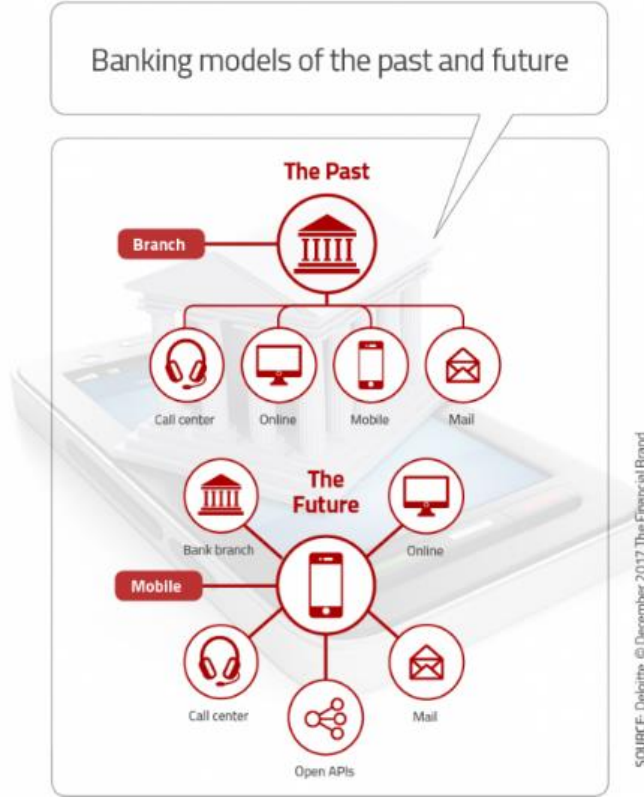 Banking models of the past and future
The Past
Branch
Call center
Online
Mobile
Mail
The
Future
Bank branch
Online
Mobile
Call center
Mail
Open APIs
SOURCE: Deloitte, © December 2017 The Financial Brand